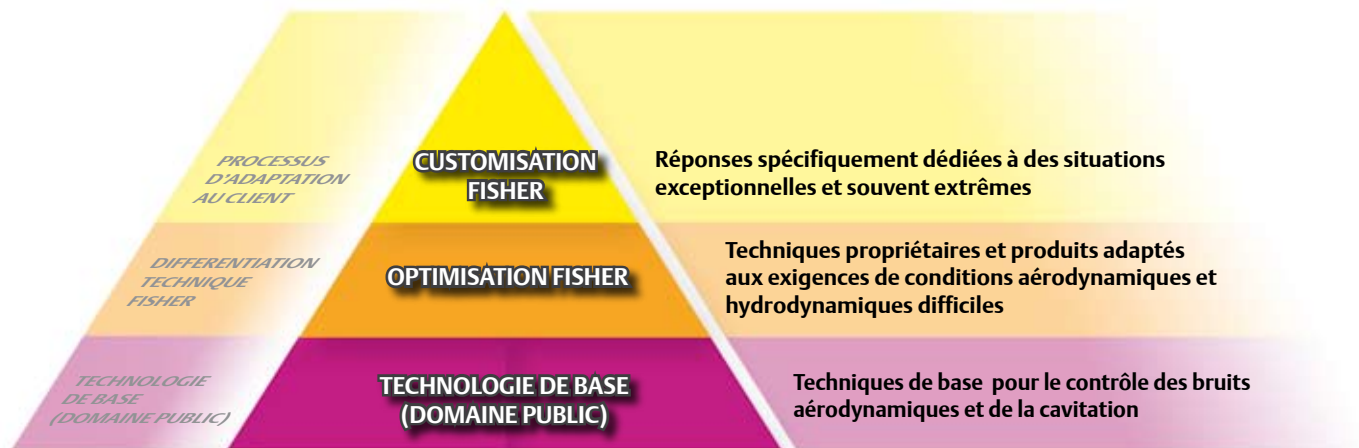 PROCESSUS
D'ADAPTATION
AU CLIENT
CUSTOMISATION
FISHER
Réponses spécifiquement dédiées à des situations
exceptionnelles et souvent extrêmes
DIFFERENTIATION
TECHNIQUE
FISHER
OPTIMISATION FISHER
Techniques propriétaires et produits adaptés
aux exigences de conditions aérodynamiques et
hydrodynamiques difficiles
TECHNOLOGIE
DE BASE
(DOMAINE PUBLIC)
TECHNOLOGIE DE BASE
(DOMAINE PUBLIC)
Techniques de base pour le contrôle des bruits
aérodynamiques et de la cavitation